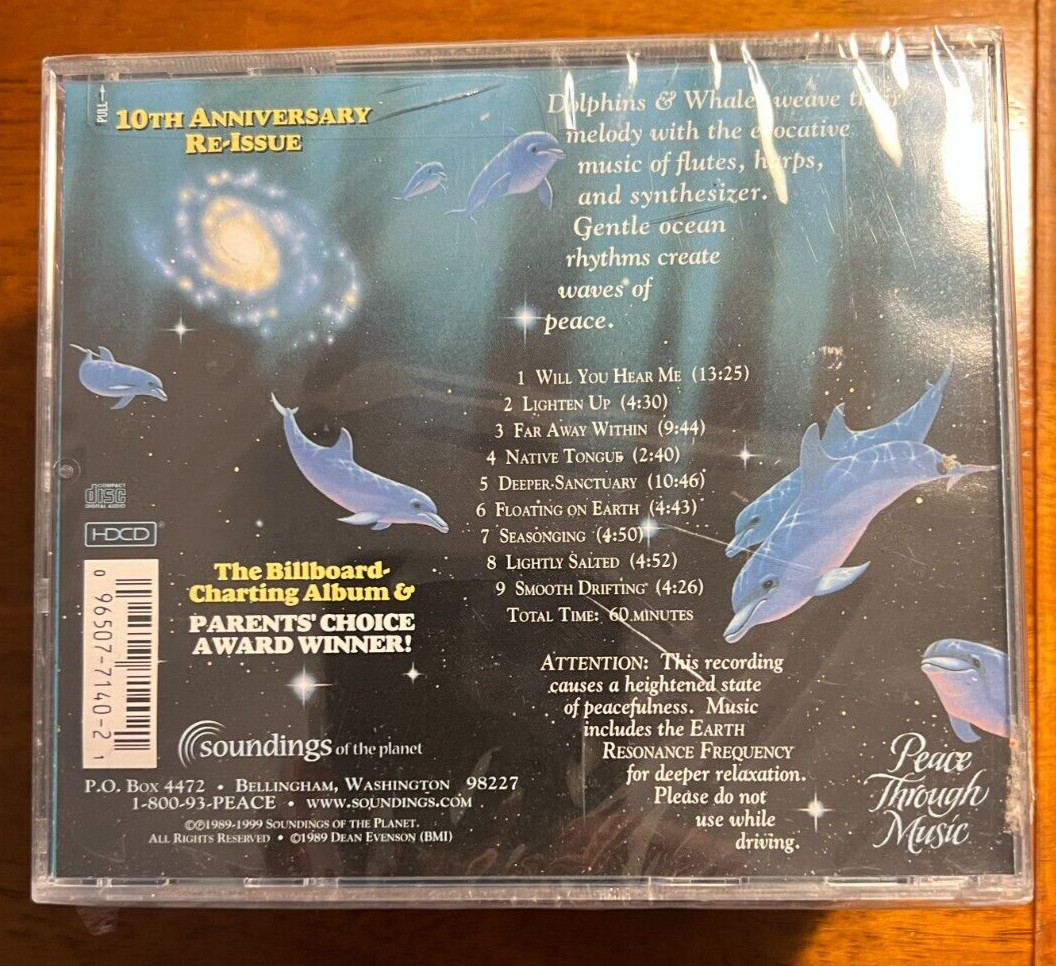 PULL→
10TH ANNIVERSARY
RE-ISSUE
Dolphins & Whales weave their
melody with the evocative
music of flutes, harps,
and synthesizer.
Gentle ocean
rhythms create
waves of
peace.
1 WILL YOU HEAR ME (13:25)
2 LIGHTEN UP (4:30)
3 FAR AWAY WITHIN (9:44)
4 NATIVE TONGUE (2:40)
5 DEEPER SANCTUARY (10:46)
6 FLOATING ON EARTH (4:43)
7 SEASONGING (4:50)
8 LIGHTLY SALTED (4:52)
9 SMOOTH DRIFTING (4:26)
TOTAL TIME: 60 MINUTES
COMPACT
disc
DIGITAL AUDIO
HDCD®
0 96507-7140-2 1
The Billboard-
Charting Album &
PARENTS' CHOICE
AWARD WINNER!
ATTENTION: This recording
causes a heightened state
of peacefulness. Music
includes the EARTH
RESONANCE FREQUENCY
for deeper relaxation.
Please do not
use while
driving.
soundings of the planet
P.O. BOX 4472 • BELLINGHAM, WASHINGTON 98227
1-800-93-PEACE • WWW.SOUNDINGS.COM
©℗1989-1999 SOUNDINGS OF THE PLANET.
ALL RIGHTS RESERVED • ©1989 DEAN EVENSON (BMI)
Peace
Through
Music